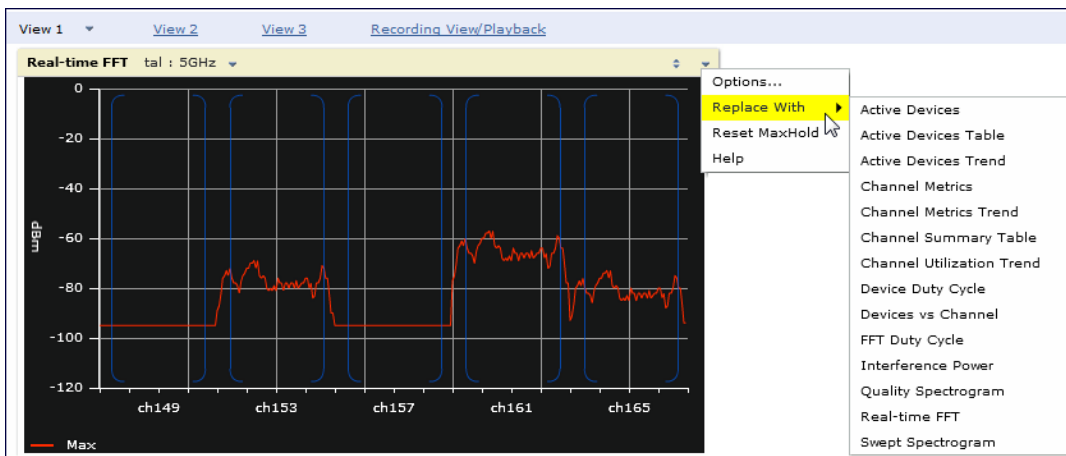 View 1 View 2 View 3 Recording View/Playback
Real-time FFT tal : 5GHz
Options...
Replace With
Reset MaxHold
Help
Active Devices
Active Devices Table
Active Devices Trend
Channel Metrics
Channel Metrics Trend
Channel Summary Table
Channel Utilization Trend
Device Duty Cycle
Devices vs Channel
FFT Duty Cycle
Interference Power
Quality Spectrogram
Real-time FFT
Swept Spectrogram
dBm
0
-20
-40
-60
-80
-100
-120
ch149 ch153 ch157 ch161 ch165
Max